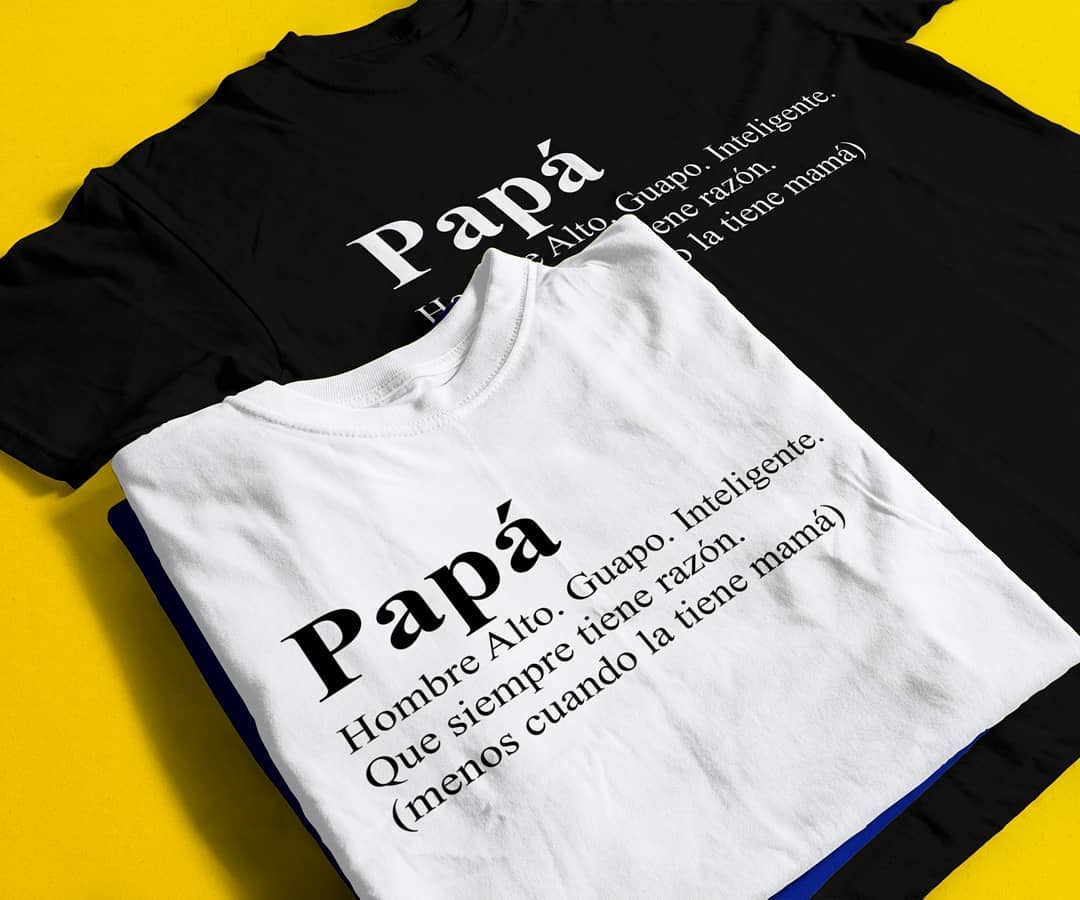 Papá
Alto. Guapo. Inteligente.
razón.
la tiene mamá)
Papá
Hombre Alto. Guapo. Inteligente.
Que siempre tiene razón.
(menos cuando la tiene mamá)